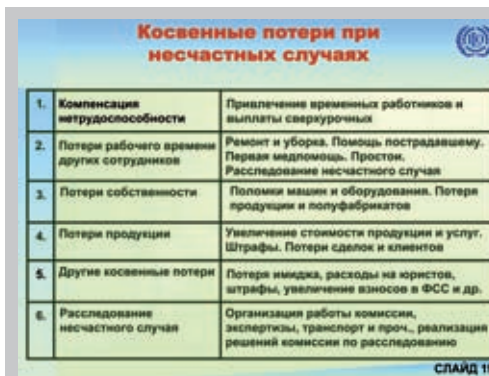 Косвенные потери при
несчастных случаях
1. Компенсация
нетрудоспособности
Привлечение временных работников и
выплаты сверхурочных
2. Потери рабочего времени
других сотрудников
Ремонт и уборка. Помощь пострадавшему.
Первая медпомощь. Простои.
Расследование несчастного случая
3. Потери собственности
Поломки машин и оборудования. Потеря
продукции и полуфабрикатов
4. Потери продукции
Увеличение стоимости продукции и услуг.
Штрафы. Потери сделок и клиентов
5. Другие косвенные потери
Потеря имиджа, расходы на юристов,
штрафы, увеличение взносов в ФСС и др.
6. Расследование
несчастного случая
Организация работы комиссии,
экспертизы, транспорт и проч., реализация
решений комиссии по расследованию
СЛАЙД